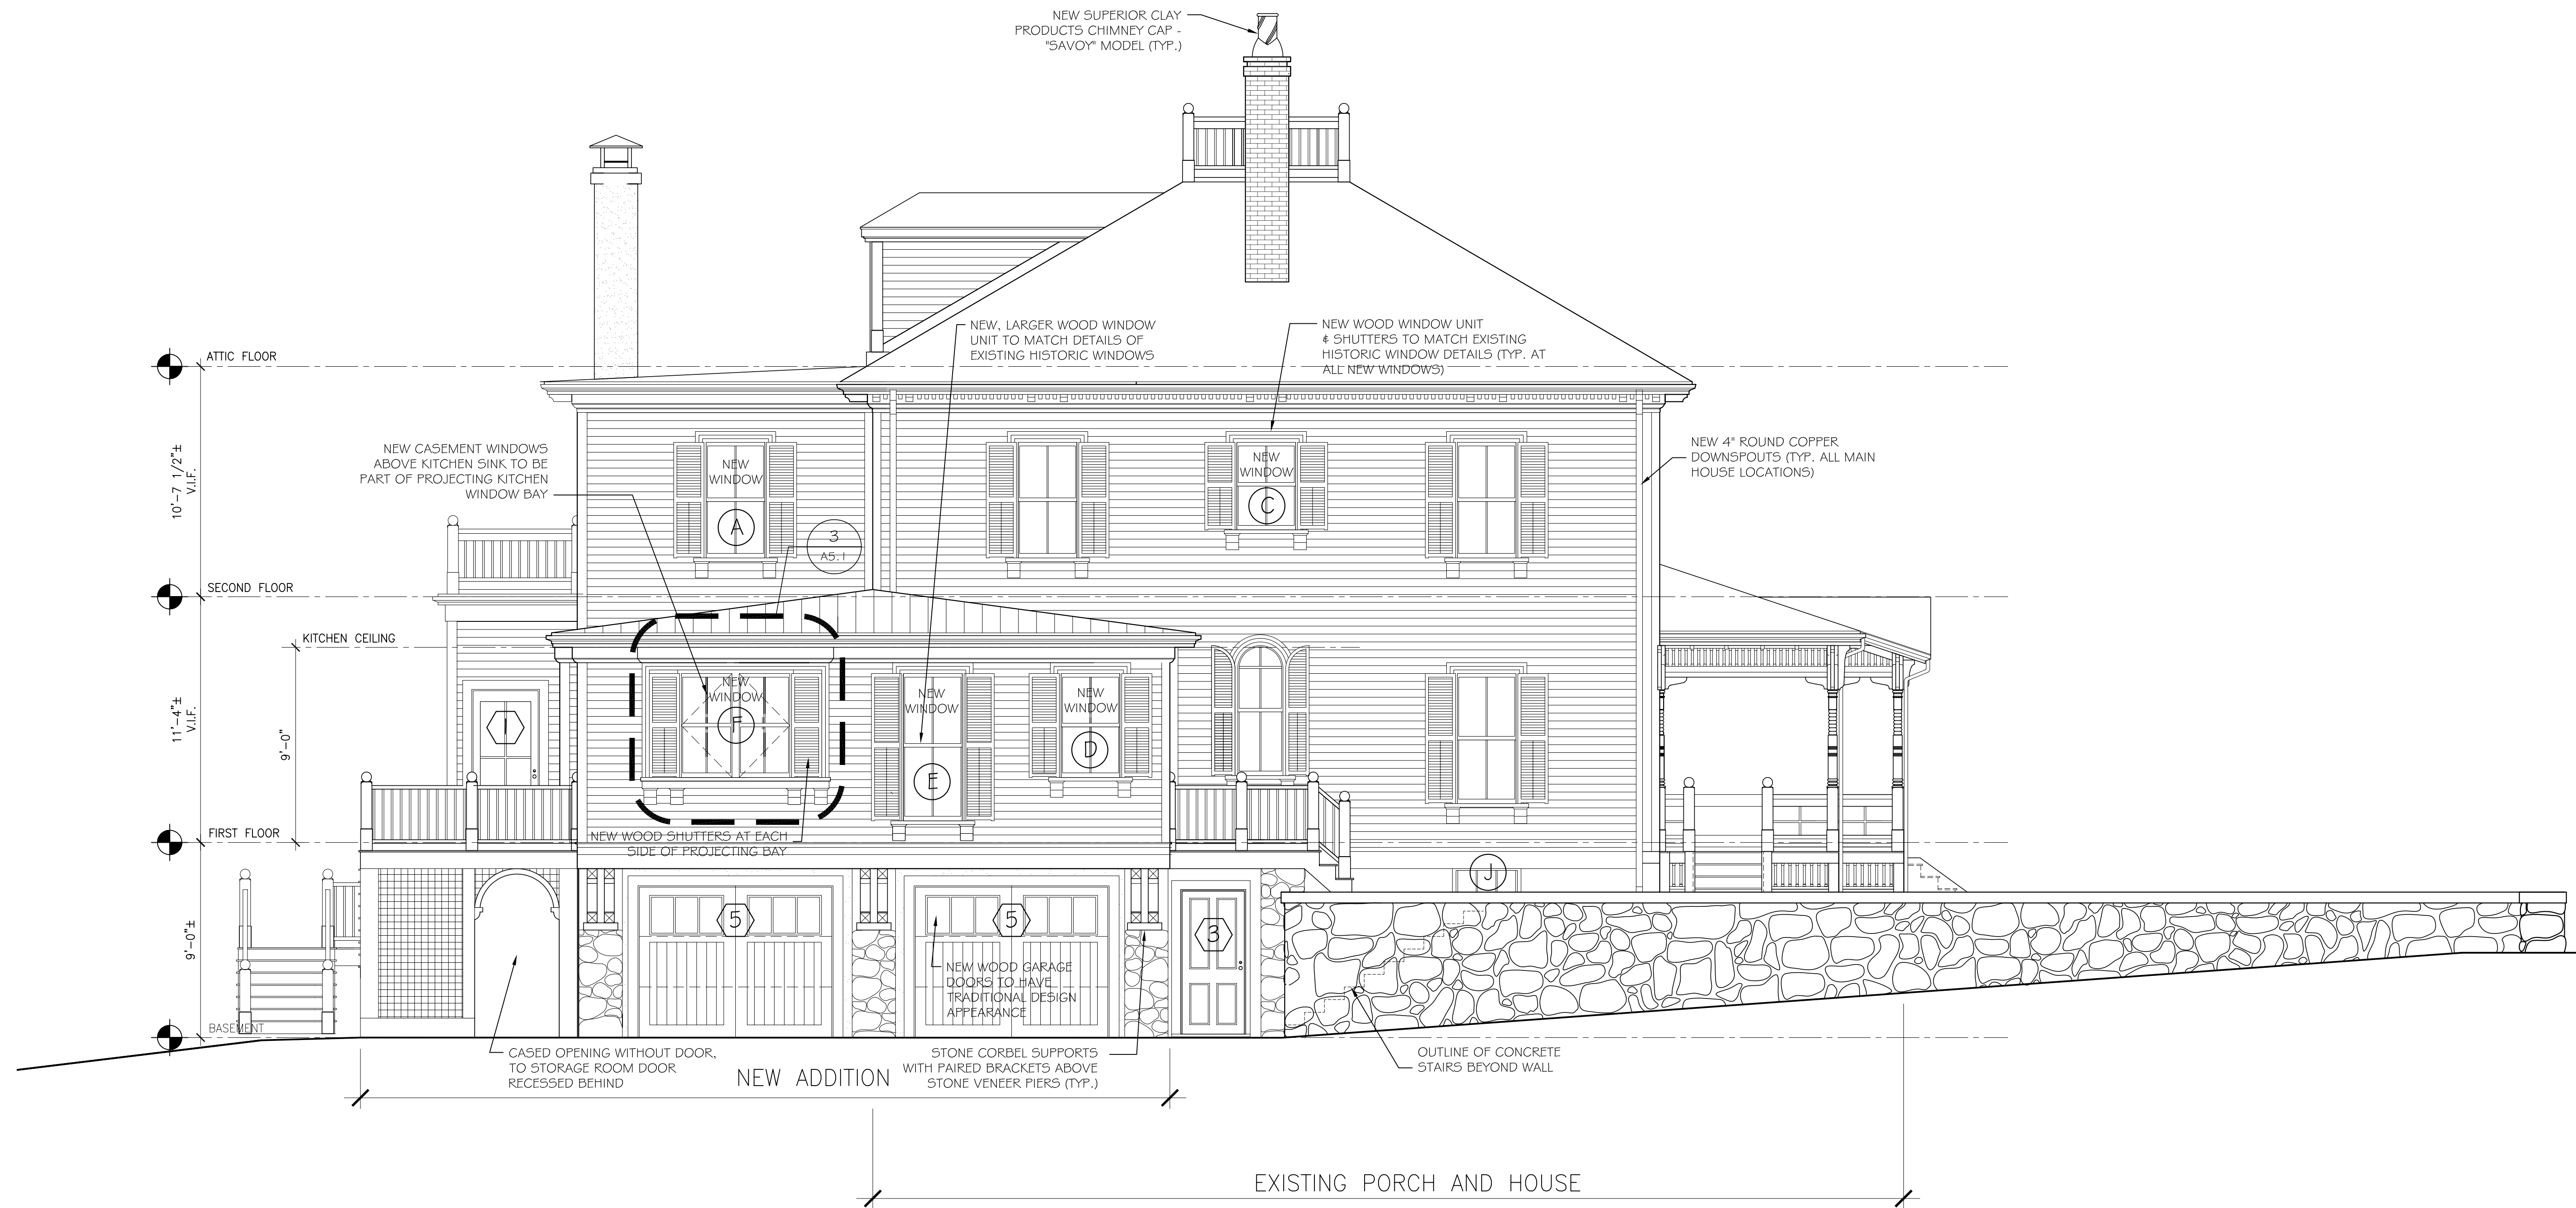 NEW SUPERIOR CLAY
PRODUCTS CHIMNEY CAP -
"SAVOY" MODEL (TYP.)
NEW, LARGER WOOD WINDOW
UNIT TO MATCH DETAILS OF
EXISTING HISTORIC WINDOWS
NEW WOOD WINDOW UNIT
& SHUTTERS TO MATCH EXISTING
HISTORIC WINDOW DETAILS (TYP. AT
ALL NEW WINDOWS)
ATTIC FLOOR
10'-7 1/2"±
V.I.F.
NEW CASEMENT WINDOWS
ABOVE KITCHEN SINK TO BE
PART OF PROJECTING KITCHEN
WINDOW BAY
NEW
WINDOW
A
3
A5.1
NEW
WINDOW
C
NEW 4" ROUND COPPER
DOWNSPOUTS (TYP. ALL MAIN
HOUSE LOCATIONS)
SECOND FLOOR
KITCHEN CEILING
11'-4"±
V.I.F.
9'-0"
1
NEW
WINDOW
F
NEW
WINDOW
E
NEW
WINDOW
D
FIRST FLOOR
NEW WOOD SHUTTERS AT EACH
SIDE OF PROJECTING BAY
J
9'-0"±
5
5
3
NEW WOOD GARAGE
DOORS TO HAVE
TRADITIONAL DESIGN
APPEARANCE
BASEMENT
CASED OPENING WITHOUT DOOR,
TO STORAGE ROOM DOOR
RECESSED BEHIND
STONE CORBEL SUPPORTS
WITH PAIRED BRACKETS ABOVE
STONE VENEER PIERS (TYP.)
OUTLINE OF CONCRETE
STAIRS BEYOND WALL
NEW ADDITION
EXISTING PORCH AND HOUSE